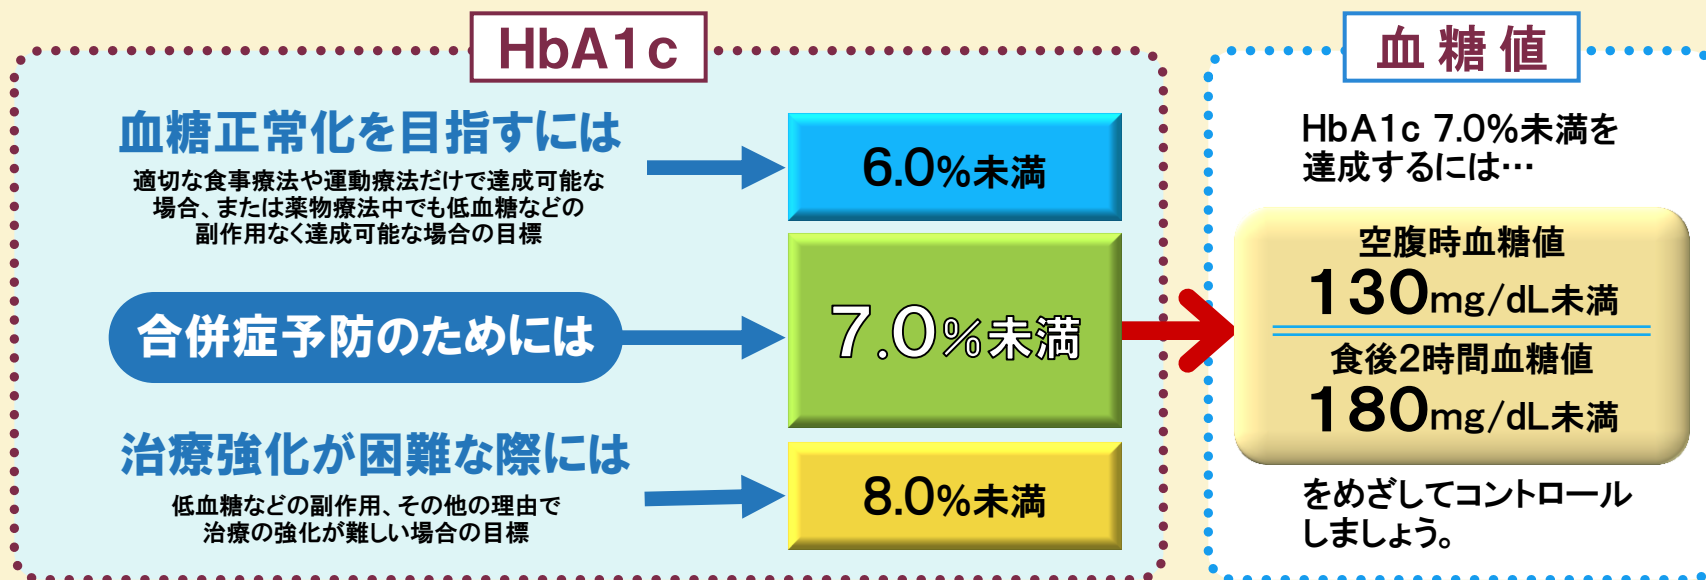 HbA1c
血糖正常化を目指すには
適切な食事療法や運動療法だけで達成可能な
場合、または薬物療法中でも低血糖などの
副作用なく達成可能な場合の目標
6.0%未満
合併症予防のためには
7.0%未満
治療強化が困難な際には
低血糖などの副作用、その他の理由で
治療の強化が難しい場合の目標
8.0%未満
血糖値
HbA1c 7.0%未満を
達成するには…
空腹時血糖値
130mg/dL未満
食後2時間血糖値
180mg/dL未満
をめざしてコントロール
しましょう。